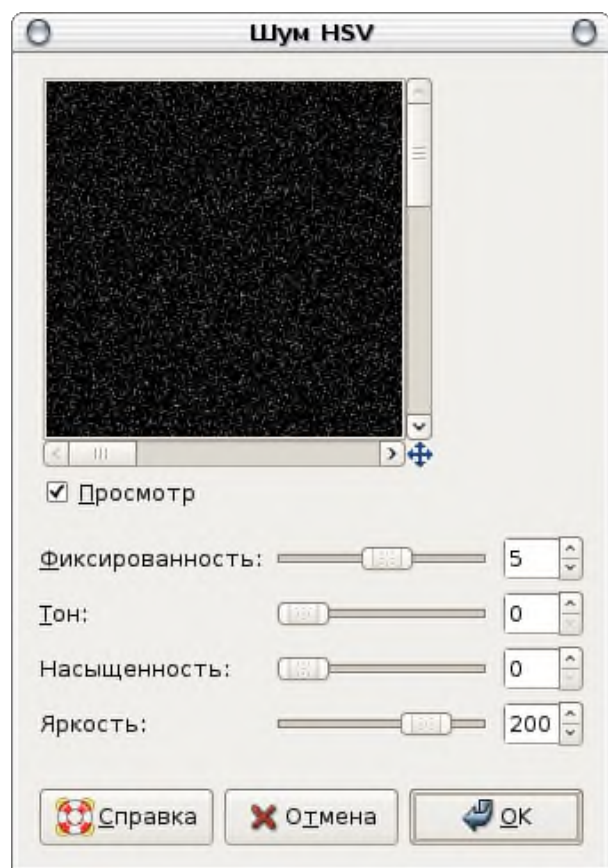 Шум HSV
Просмотр
Фиксированность: 5
Тон: 0
Насыщенность: 0
Яркость: 200
Справка Отмена OK